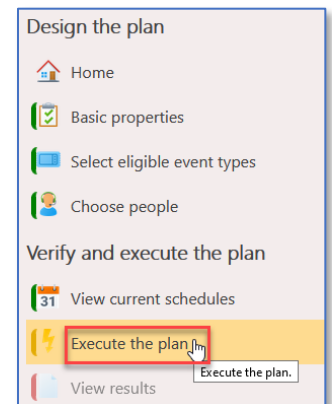 Design the plan
Home
Basic properties
Select eligible event types
Choose people
Verify and execute the plan
31 View current schedules
Execute the plan
Execute the plan.
View results